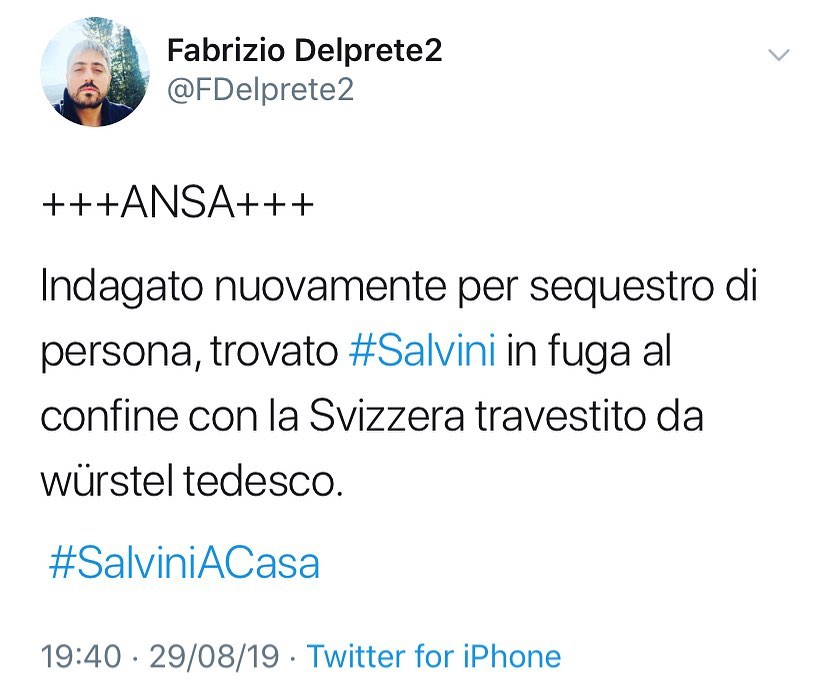 Fabrizio Delprete2
@FDelprete2
+++ANSA+++
Indagato nuovamente per sequestro di
persona, trovato #Salvini in fuga al
confine con la Svizzera travestito da
würstel tedesco.
#SalviniACasa
19:40 · 29/08/19 · Twitter for iPhone